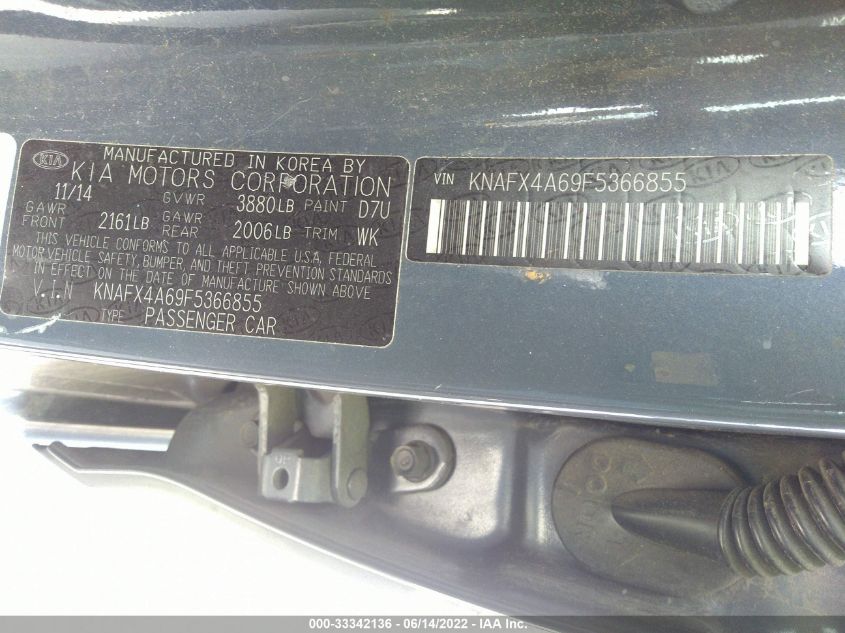 KIA
MANUFACTURED IN KOREA BY
KIA MOTORS CORPORATION
11/14 GVWR 3880LB PAINT D7U
GAWR FRONT 2161LB GAWR REAR 2006LB TRIM WK
THIS VEHICLE CONFORMS TO ALL APPLICABLE U.S.A. FEDERAL
MOTOR VEHICLE SAFETY, BUMPER, AND THEFT PREVENTION STANDARDS
IN EFFECT ON THE DATE OF MANUFACTURE SHOWN ABOVE
V.I.N KNAFX4A69F5366855
TYPE PASSENGER CAR
VIN KNAFX4A69F5366855
000-33342136 - 06/14/2022 - IAA Inc.